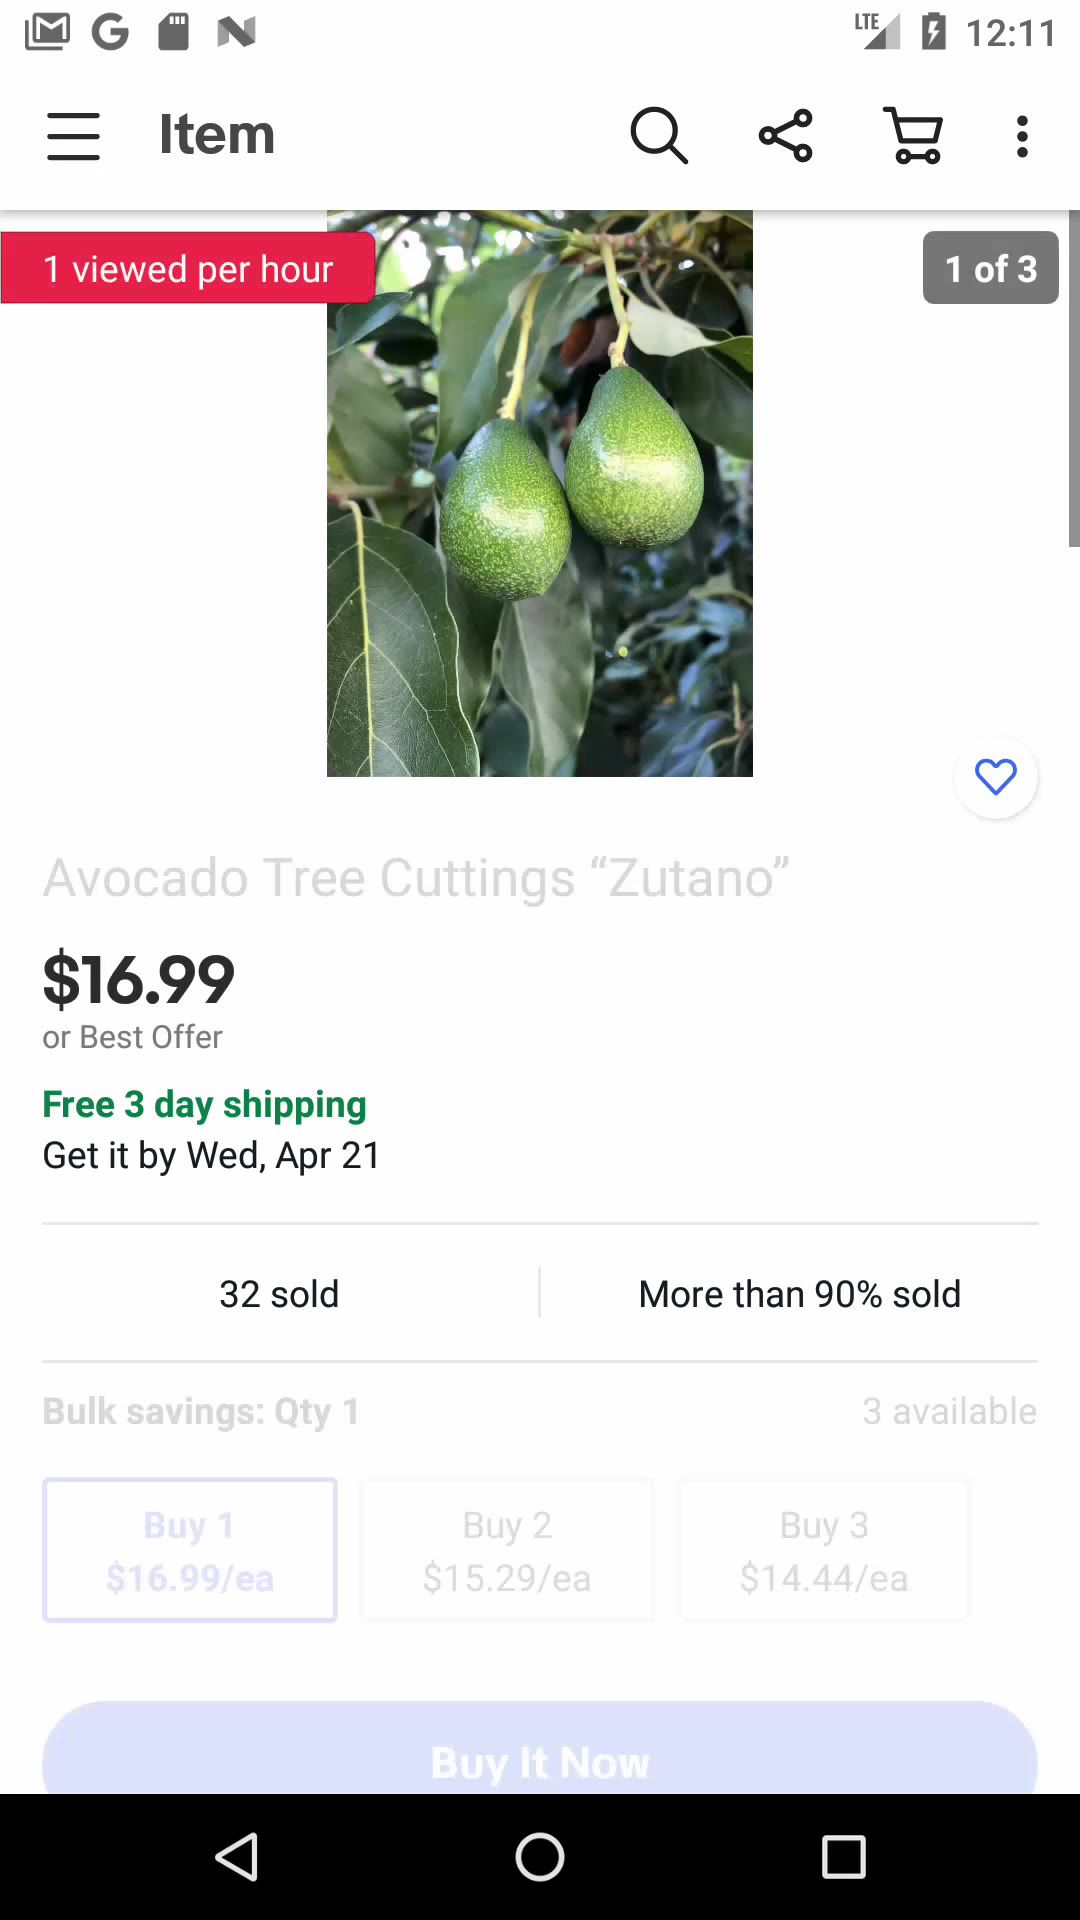 LTE 12:11
Item
1 viewed per hour
1 of 3
Avocado Tree Cuttings “Zutano”
$16.99
or Best Offer
Free 3 day shipping
Get it by Wed, Apr 21
32 sold
More than 90% sold
Bulk savings: Qty 1
3 available
Buy 1
$16.99/ea
Buy 2
$15.29/ea
Buy 3
$14.44/ea
Buy It Now